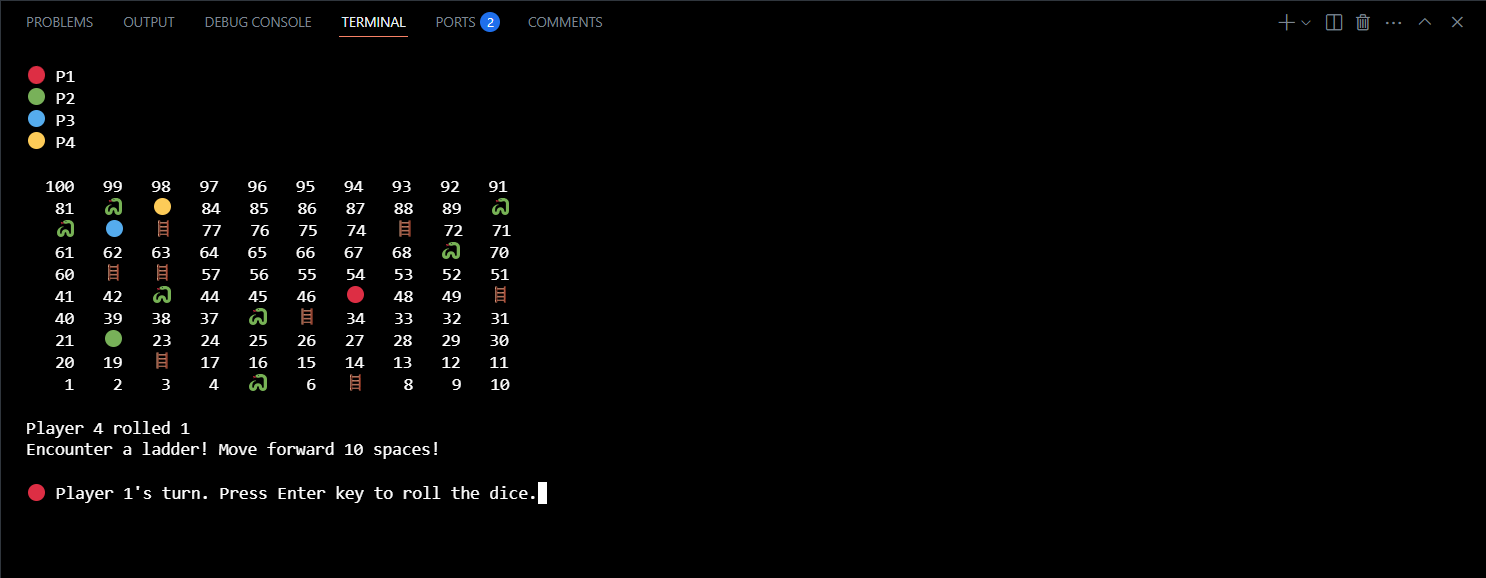 PROBLEMS OUTPUT DEBUG CONSOLE TERMINAL PORTS 2 COMMENTS
P1
P2
P3
P4
100 99 98 97 96 95 94 93 92 91
81 84 85 86 87 88 89
77 76 75 74 72 71
61 62 63 64 65 66 67 68 70
60 57 56 55 54 53 52 51
41 42 44 45 46 48 49
40 39 38 37 34 33 32 31
21 23 24 25 26 27 28 29 30
20 19 17 16 15 14 13 12 11
1 2 3 4 6 8 9 10
Player 4 rolled 1
Encounter a ladder! Move forward 10 spaces!
Player 1's turn. Press Enter key to roll the dice.